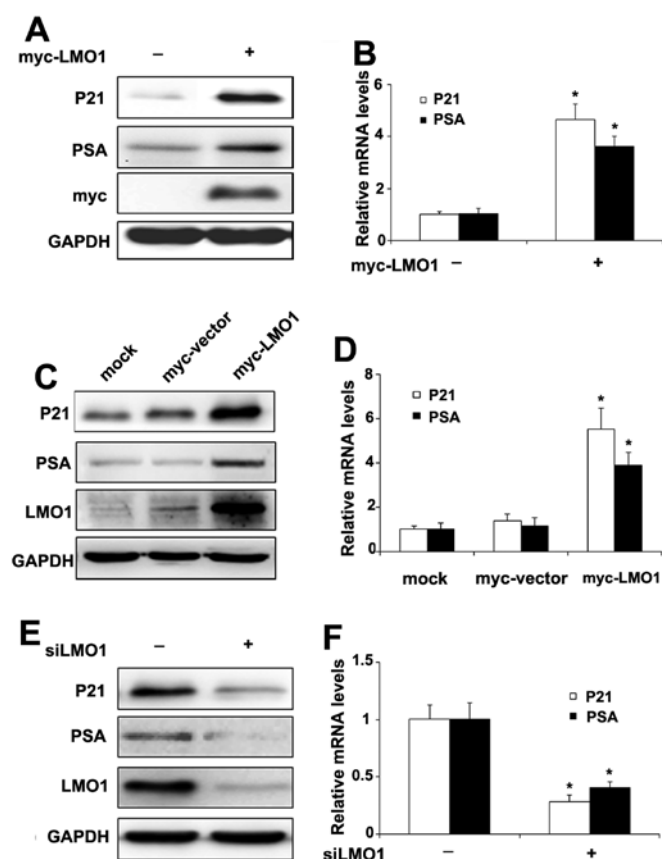 A
myc-LMO1 – +
P21
PSA
myc
GAPDH
B
Relative mRNA levels
6
4
2
0
P21
PSA
*
*
myc-LMO1 – +
C
mock myc-vector myc-LMO1
P21
PSA
LMO1
GAPDH
D
Relative mRNA levels
8
6
4
2
0
P21
PSA
*
*
mock myc-vector myc-LMO1
E
siLMO1 – +
P21
PSA
LMO1
GAPDH
F
Relative mRNA levels
1.5
1
0.5
0
P21
PSA
*
*
siLMO1 – +